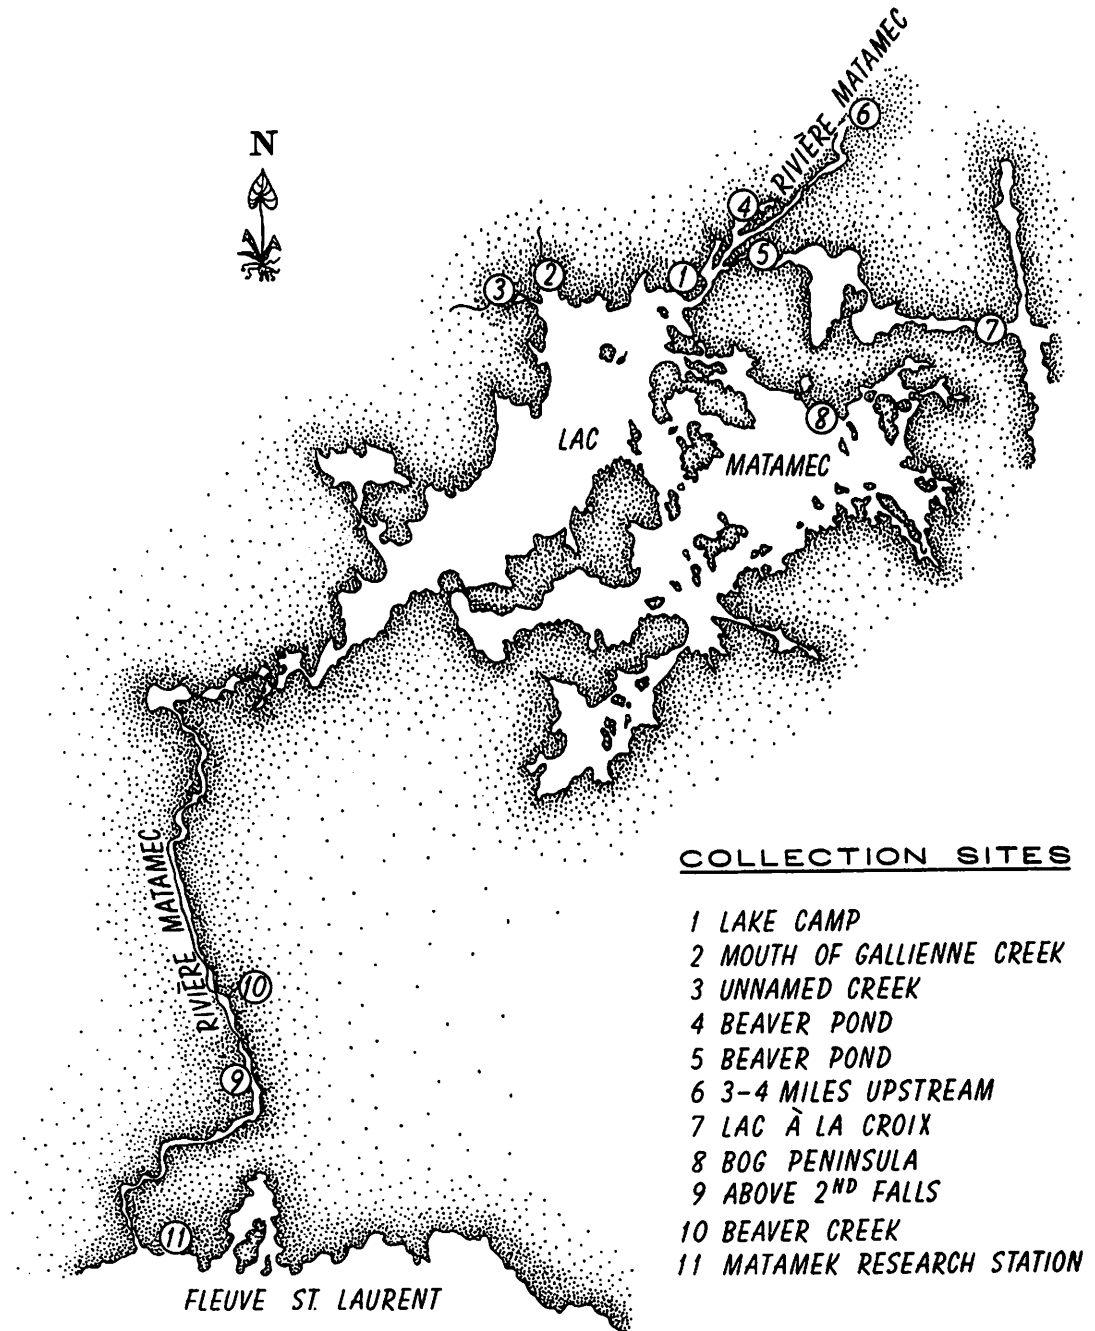 RIVIÈRE MATAMEC
N
6
4
5
1
2
3
7
8
LAC
MATAMEC
RIVIÈRE MATAMEC
10
9
11
FLEUVE ST. LAURENT
COLLECTION SITES
1 LAKE CAMP
2 MOUTH OF GALLIENNE CREEK
3 UNNAMED CREEK
4 BEAVER POND
5 BEAVER POND
6 3-4 MILES UPSTREAM
7 LAC À LA CROIX
8 BOG PENINSULA
9 ABOVE 2ND FALLS
10 BEAVER CREEK
11 MATAMEK RESEARCH STATION